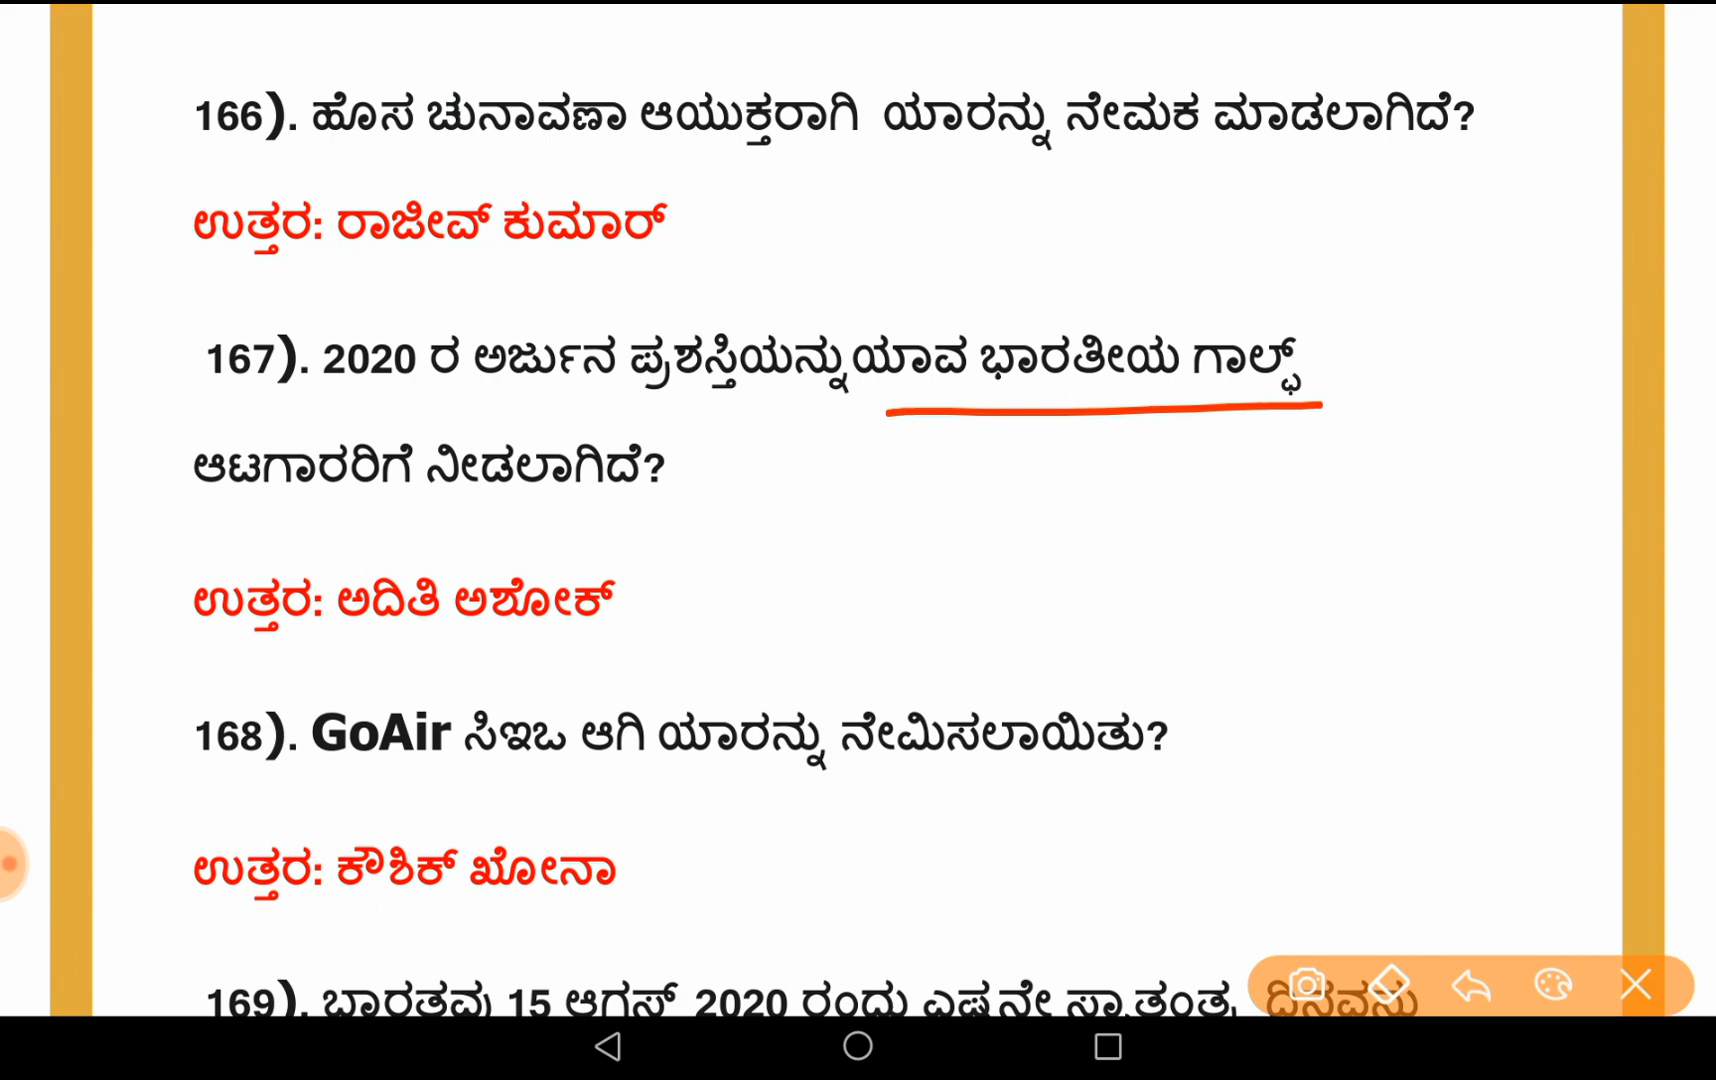 166). ಹೊಸ ಚುನಾವಣಾ ಆಯುಕ್ತರಾಗಿ ಯಾರನ್ನು ನೇಮಕ ಮಾಡಲಾಗಿದೆ?
ಉತ್ತರ: ರಾಜೀವ್ ಕುಮಾರ್
167). 2020 ರ ಅರ್ಜುನ ಪ್ರಶಸ್ತಿಯನ್ನುಯಾವ ಭಾರತೀಯ ಗಾಲ್ಫ್
ಆಟಗಾರರಿಗೆ ನೀಡಲಾಗಿದೆ?
ಉತ್ತರ: ಅದಿತಿ ಅಶೋಕ್
168). GoAir ಸಿಇಒ ಆಗಿ ಯಾರನ್ನು ನೇಮಿಸಲಾಯಿತು?
ಉತ್ತರ: ಕೌಶಿಕ್ ಖೋನಾ
169). ಭಾರತವು 15 ಆಗಸ್ಟ್ 2020 ರಂದು ಎಷ್ಟನೇ ಸ್ವಾತಂತ್ರ್ಯ ದಿನವನ್ನು